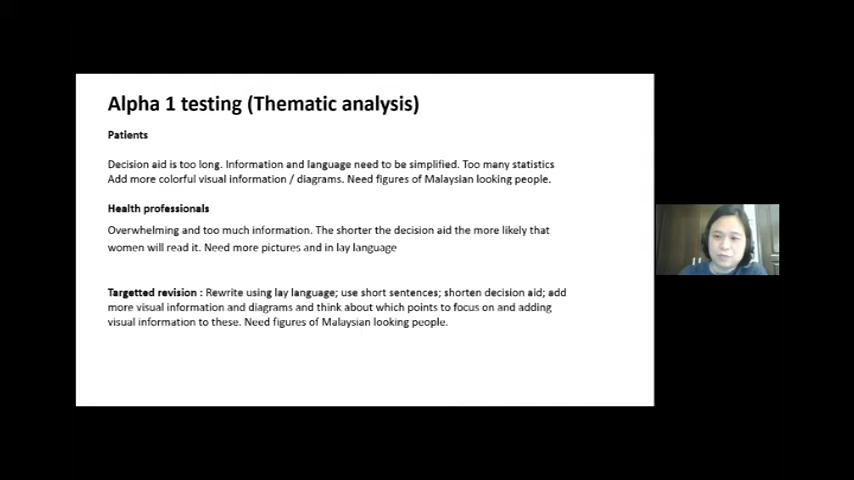 Alpha 1 testing (Thematic analysis)
Patients
Decision aid is too long. Information and language need to be simplified. Too many statistics
Add more colorful visual information / diagrams. Need figures of Malaysian looking people.
Health professionals
Overwhelming and too much information. The shorter the decision aid the more likely that
women will read it. Need more pictures and in lay language
Targetted revision : Rewrite using lay language; use short sentences; shorten decision aid; add
more visual information and diagrams and think about which points to focus on and adding
visual information to these. Need figures of Malaysian looking people.